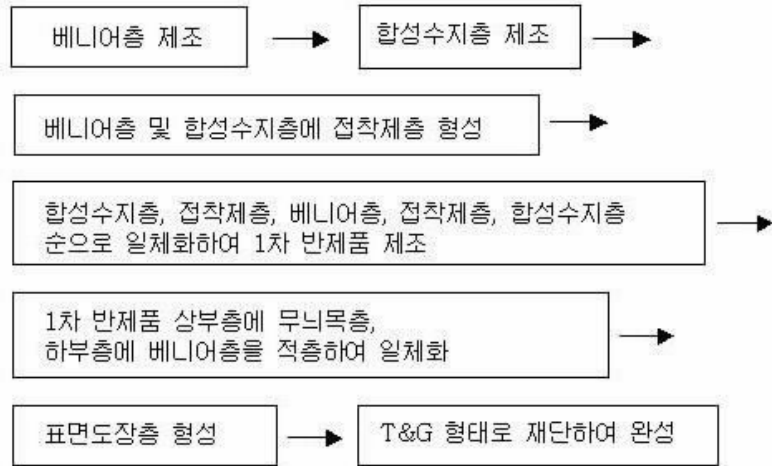 베니어층 제조
합성수지층 제조
베니어층 및 합성수지층에 접착제층 형성
합성수지층, 접착제층, 베니어층, 접착제층, 합성수지층
순으로 일체화하여 1차 반제품 제조
1차 반제품 상부층에 무늬목층,
하부층에 베니어층을 적층하여 일체화
표면도장층 형성
T&G 형태로 재단하여 완성